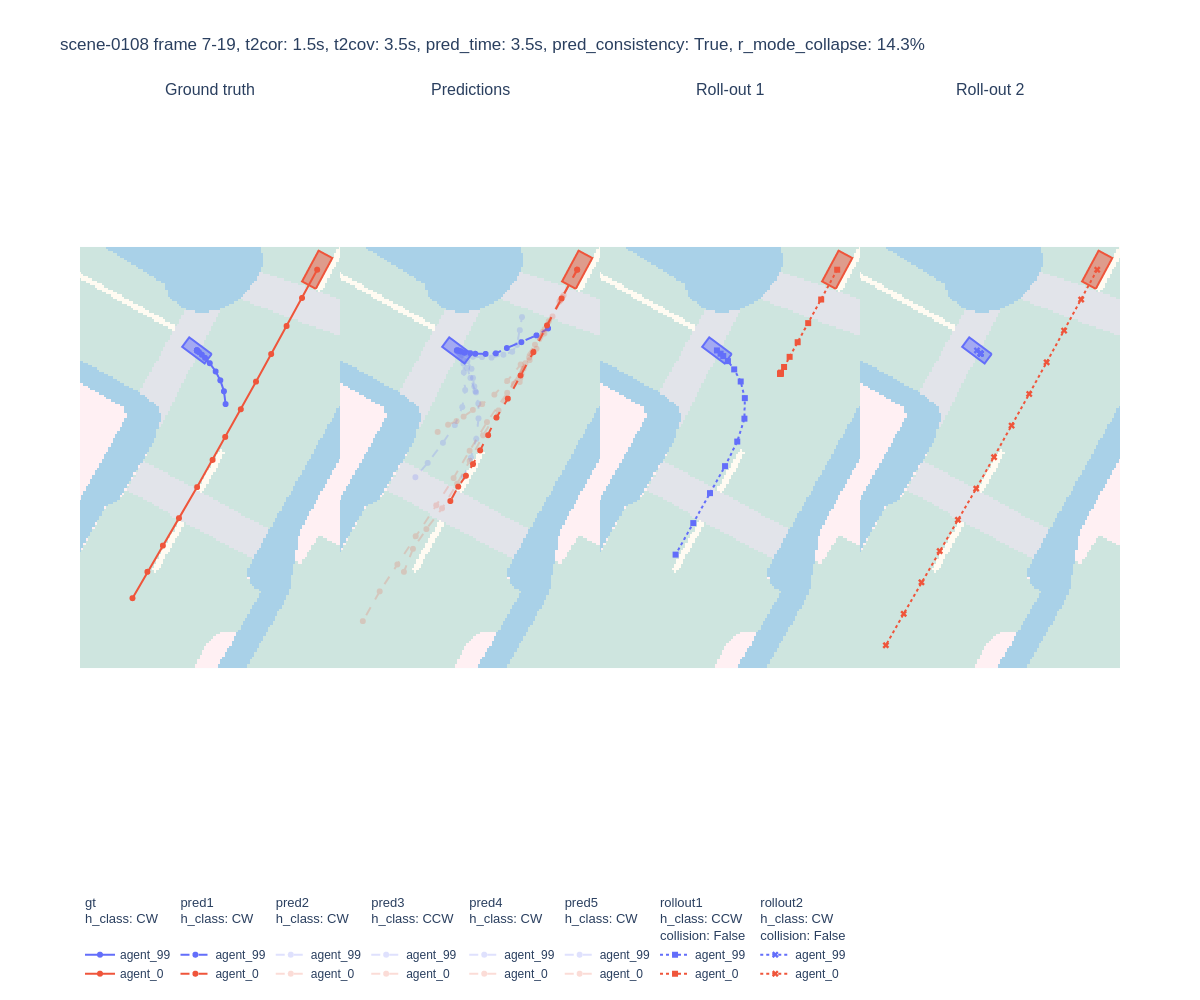 scene-0108 frame 7-19, t2cor: 1.5s, t2cov: 3.5s, pred_time: 3.5s, pred_consistency: True, r_mode_collapse: 14.3%
Ground truth
Predictions
Roll-out 1
Roll-out 2
gt
h_class: CW
agent_99
agent_0
pred1
h_class: CW
agent_99
agent_0
pred2
h_class: CW
agent_99
agent_0
pred3
h_class: CCW
agent_99
agent_0
pred4
h_class: CW
agent_99
agent_0
pred5
h_class: CW
agent_99
agent_0
rollout1
h_class: CCW
collision: False
agent_99
agent_0
rollout2
h_class: CW
collision: False
agent_99
agent_0